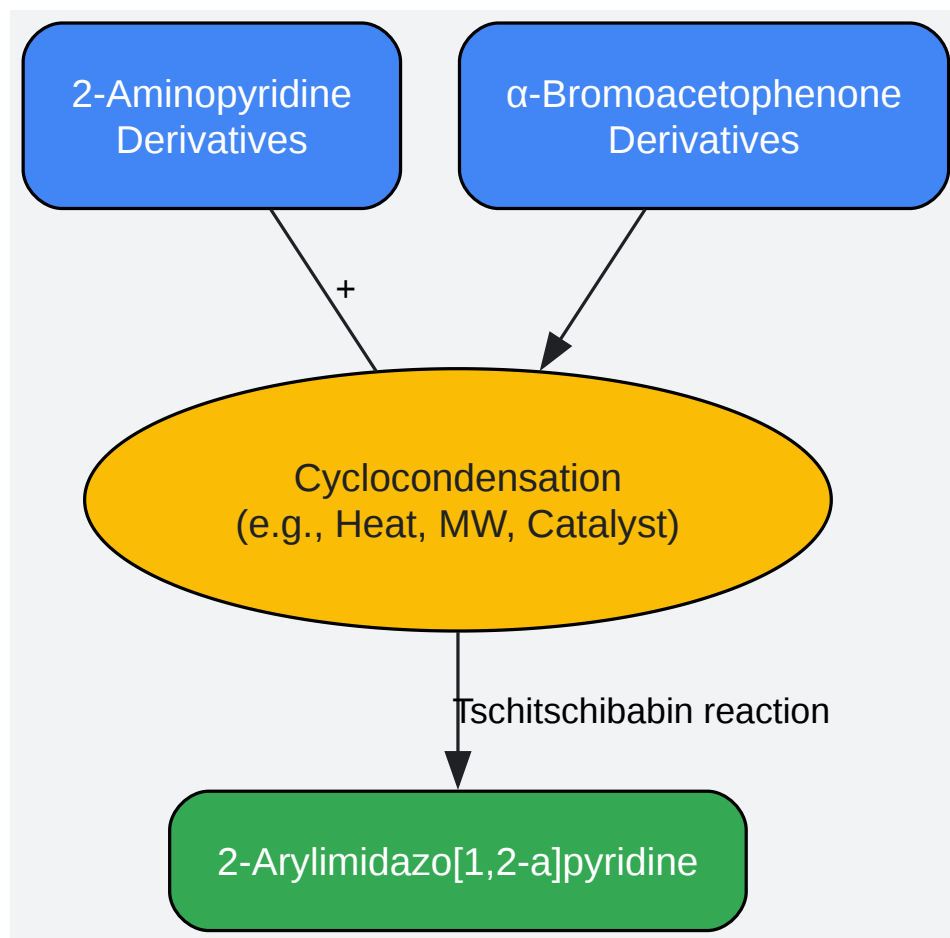 2-Aminopyridine
Derivatives
α-Bromoacetophenone
Derivatives
+
Cyclocondensation
(e.g., Heat, MW, Catalyst)
Tschitschibabin reaction
2-Arylimidazo[1,2-a]pyridine